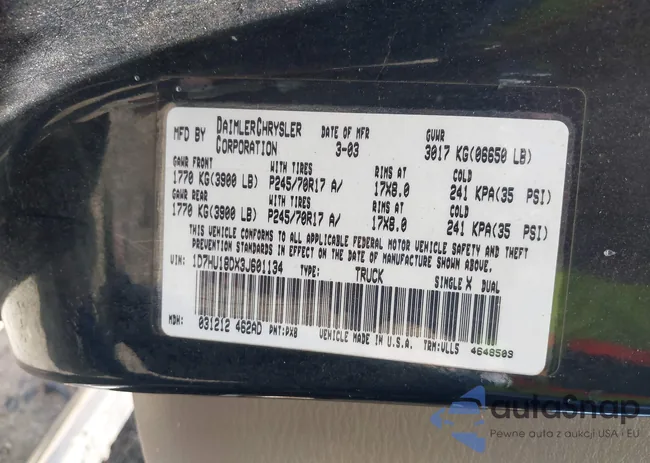 MFD BY DAIMLERCHRYSLER CORPORATION DATE OF MFR 3-03 GVWR 3017 KG(06650 LB)
GAWR FRONT WITH TIRES RIMS AT COLD
1770 KG(3900 LB) P245/70R17 A/ 17X8.0 241 KPA(35 PSI)
GAWR REAR WITH TIRES RIMS AT COLD
1770 KG(3900 LB) P245/70R17 A/ 17X8.0 241 KPA(35 PSI)
THIS VEHICLE CONFORMS TO ALL APPLICABLE FEDERAL MOTOR VEHICLE SAFETY AND THEFT
PREVENTION STANDARDS IN EFFECT ON THE DATE OF MANUFACTURE SHOWN ABOVE.
VIN: 1D7HU18DX3J601134 TYPE: TRUCK SINGLE X DUAL
MDH: 031212 462AD PNT:PXB VEHICLE MADE IN U.S.A. TRM:VLL5 4648509
autoSnap
Pewne auta z aukcji USA i EU